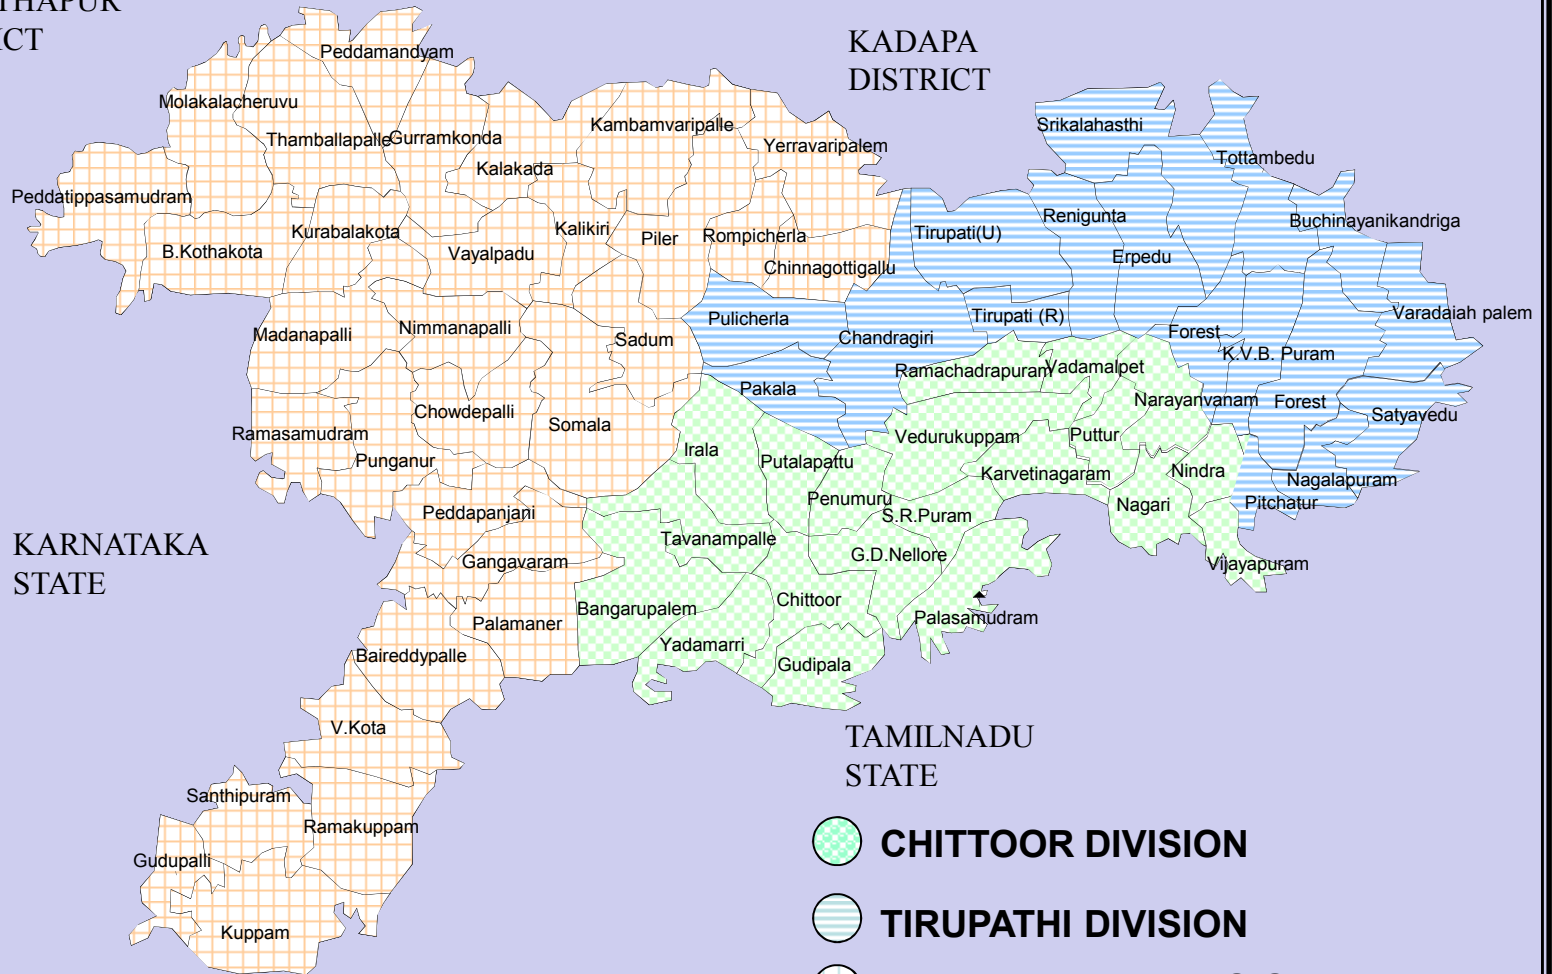 THAPUR
ICT
KADAPA
DISTRICT
Peddamandyam
Molakalacheruvu
Thamballapalle
Gurramkonda
Kambamvaripalle
Yerravaripalem
Srikalahasthi
Tottambedu
Kalakada
Peddatippasamudram
B.Kothakota
Kurabalakota
Vayalpadu
Kalikiri
Piler
Rompicherla
Chinnagottigallu
Tirupati(U)
Renigunta
Erpedu
Buchinayanikandriga
Madanapalli
Nimmanapalli
Sadum
Pulicherla
Chandragiri
Tirupati (R)
Forest
K.V.B. Puram
Varadaiah palem
Ramachadrapuram
Vadamalpet
Pakala
Narayanvanam
Forest
Satyavedu
Chowdepalli
Somala
Ramasamudram
Punganur
Irala
Putalapattu
Vedurukuppam
Puttur
Karvetinagaram
Nindra
Nagalapuram
Penumuru
S.R.Puram
Nagari
Pitchatur
Peddapanjani
Gangavaram
Tavanampalle
G.D.Nellore
Vijayapuram
KARNATAKA
STATE
Palamaner
Bangarupalem
Chittoor
Palasamudram
Baireddypalle
Yadamarri
Gudipala
V.Kota
TAMILNADU
STATE
Santhipuram
Ramakuppam
Gudupalli
Kuppam
CHITTOOR DIVISION
TIRUPATHI DIVISION